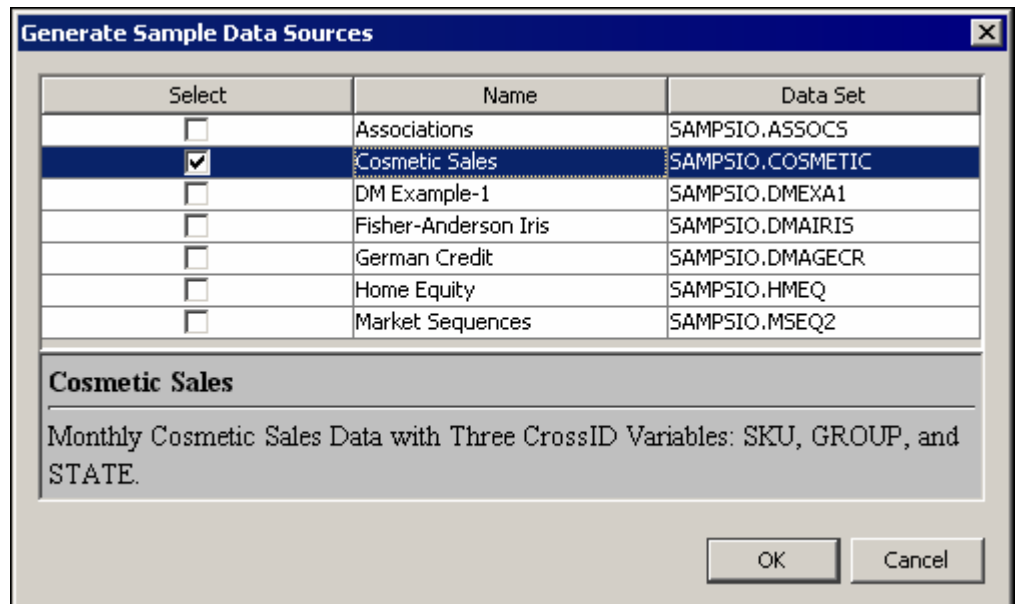 Generate Sample Data Sources
Select Name Data Set
Associations SAMPSIO.ASSOCS
Cosmetic Sales SAMPSIO.COSMETIC
DM Example-1 SAMPSIO.DMEXA1
Fisher-Anderson Iris SAMPSIO.DMAIRIS
German Credit SAMPSIO.DMAGECR
Home Equity SAMPSIO.HMEQ
Market Sequences SAMPSIO.MSEQ2
Cosmetic Sales
Monthly Cosmetic Sales Data with Three CrossID Variables: SKU, GROUP, and
STATE.
OK Cancel